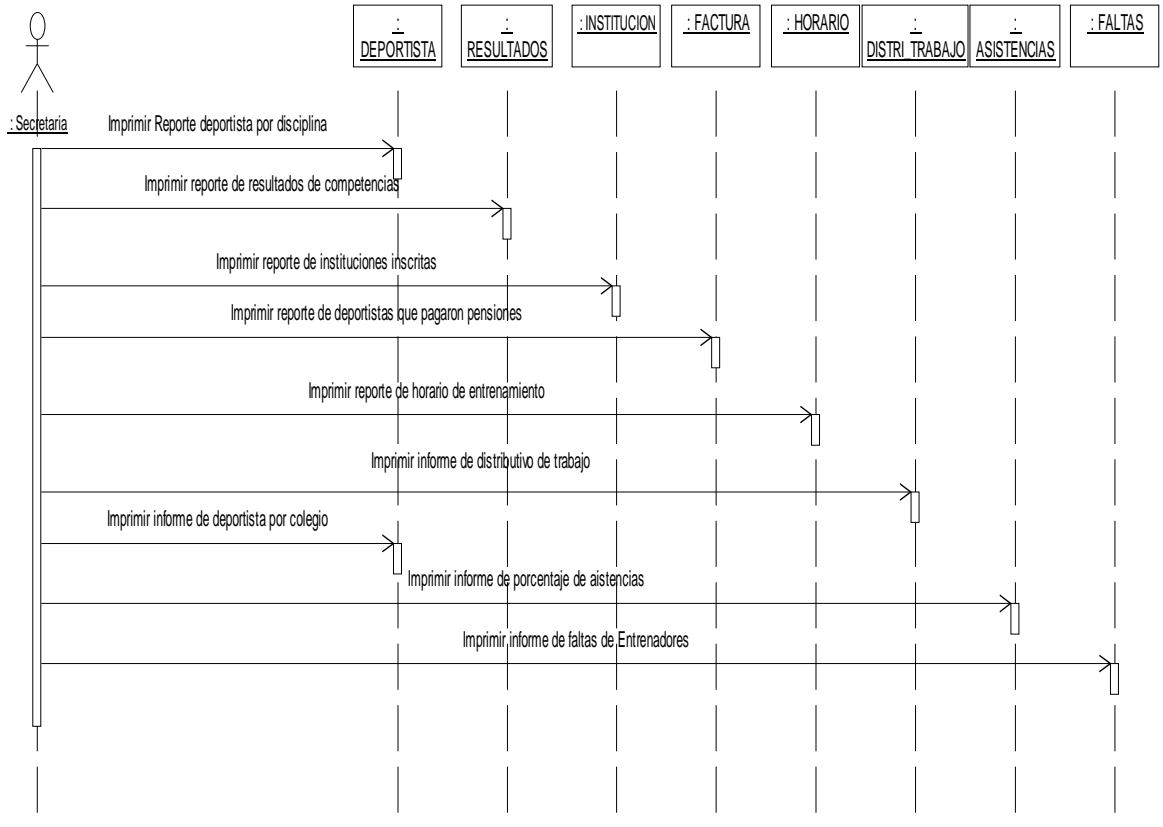 :
DEPORTISTA
:
RESULTADOS
: INSTITUCION
: FACTURA
: HORARIO
:
DISTRI_TRABAJO
:
ASISTENCIAS
: FALTAS
: Secretaria
Imprimir Reporte deportista por disciplina
Imprimir reporte de resultados de competencias
Imprimir reporte de instituciones inscritas
Imprimir reporte de deportistas que pagaron pensiones
Imprimir reporte de horario de entrenamiento
Imprimir informe de distributivo de trabajo
Imprimir informe de deportista por colegio
Imprimir informe de porcentaje de aistencias
Imprimir informe de faltas de Entrenadores